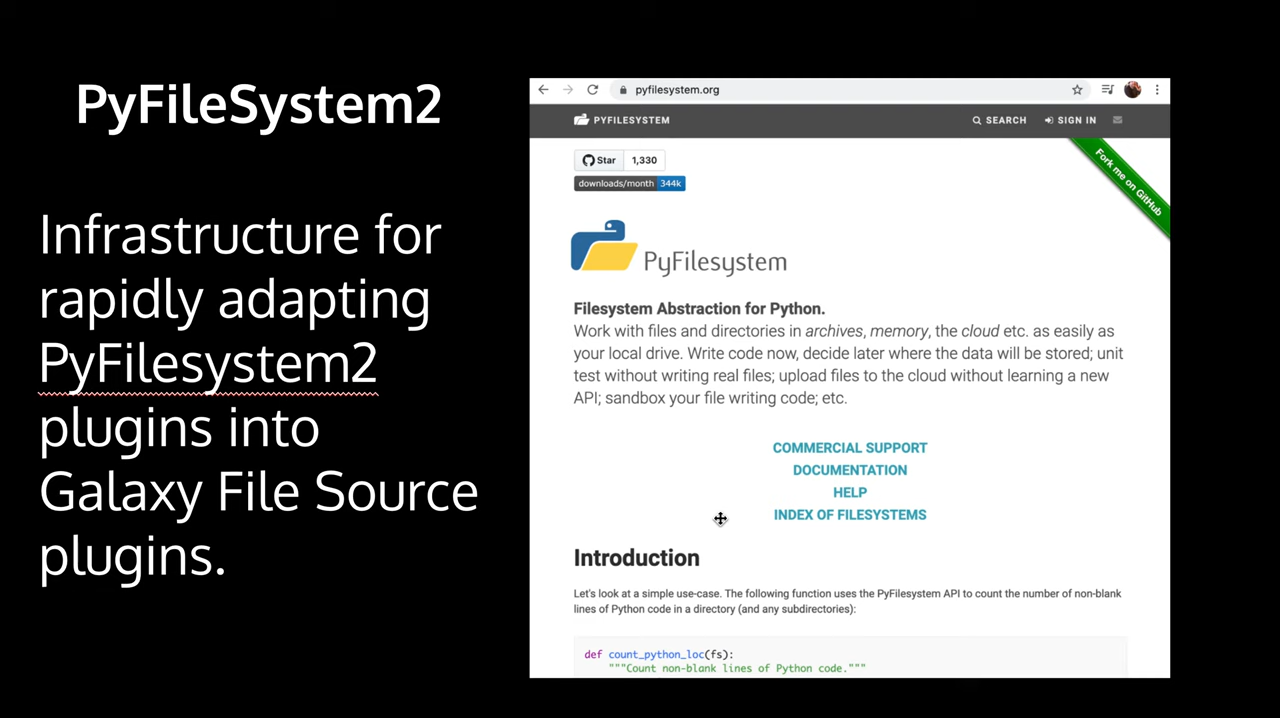 PyFileSystem2
Infrastructure for
rapidly adapting
PyFilesystem2
plugins into
Galaxy File Source
plugins.
pyfilesystem.org
PYFILESYSTEM
SEARCH
SIGN IN
Star 1,330
downloads/month 344k
Fork me on GitHub
PyFilesystem
Filesystem Abstraction for Python.
Work with files and directories in archives, memory, the cloud etc. as easily as
your local drive. Write code now, decide later where the data will be stored; unit
test without writing real files; upload files to the cloud without learning a new
API; sandbox your file writing code; etc.
COMMERCIAL SUPPORT
DOCUMENTATION
HELP
INDEX OF FILESYSTEMS
Introduction
Let's look at a simple use-case. The following function uses the PyFilesystem API to count the number of non-blank
lines of Python code in a directory (and any subdirectories):
def count_python_loc(fs):
"""Count non-blank lines of Python code."""